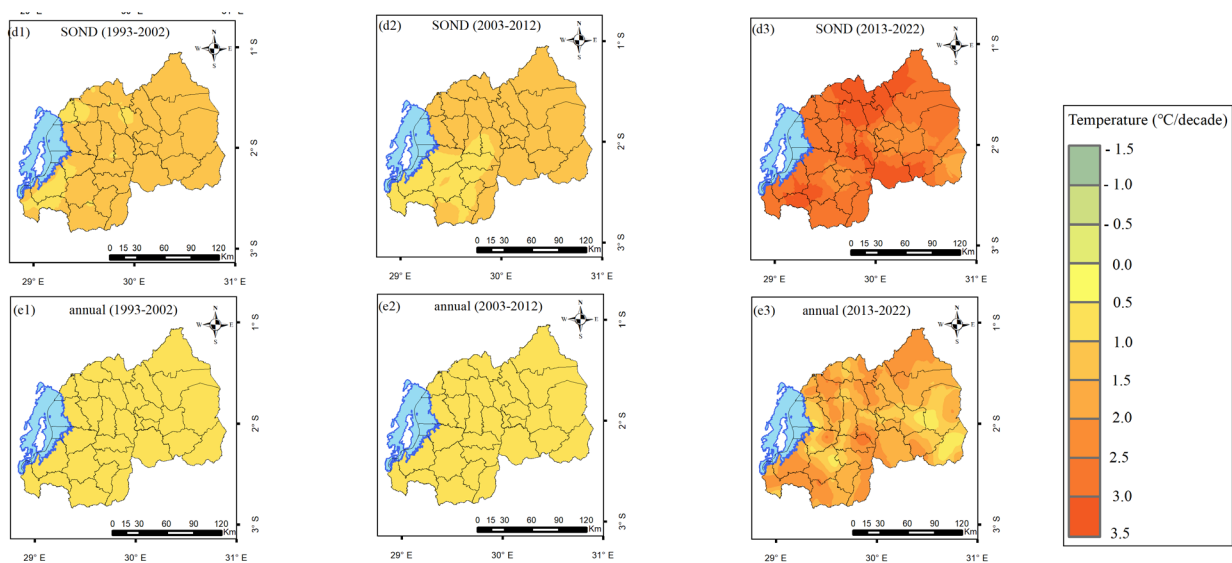 29° E 30° E 31° E
(d1) SOND (1993-2002)
N
W E
S
1° S
2° S
3° S
0 15 30 60 90 120
Km
29° E 30° E 31° E
(d2) SOND (2003-2012)
N
W E
S
1° S
2° S
3° S
0 15 30 60 90 120
Km
29° E 30° E 31° E
(d3) SOND (2013-2022)
N
W E
S
1° S
2° S
3° S
0 15 30 60 90 120
Km
29° E 30° E 31° E
(e1) annual (1993-2002)
N
W E
S
1° S
2° S
3° S
0 15 30 60 90 120
Km
29° E 30° E 31° E
(e2) annual (2003-2012)
N
W E
S
1° S
2° S
3° S
0 15 30 60 90 120
Km
29° E 30° E 31° E
(e3) annual (2013-2022)
N
W E
S
1° S
2° S
3° S
0 15 30 60 90 120
Km
29° E 30° E 31° E
Temperature (°C/decade)
- 1.5
- 1.0
- 0.5
0.0
0.5
1.0
1.5
2.0
2.5
3.0
3.5